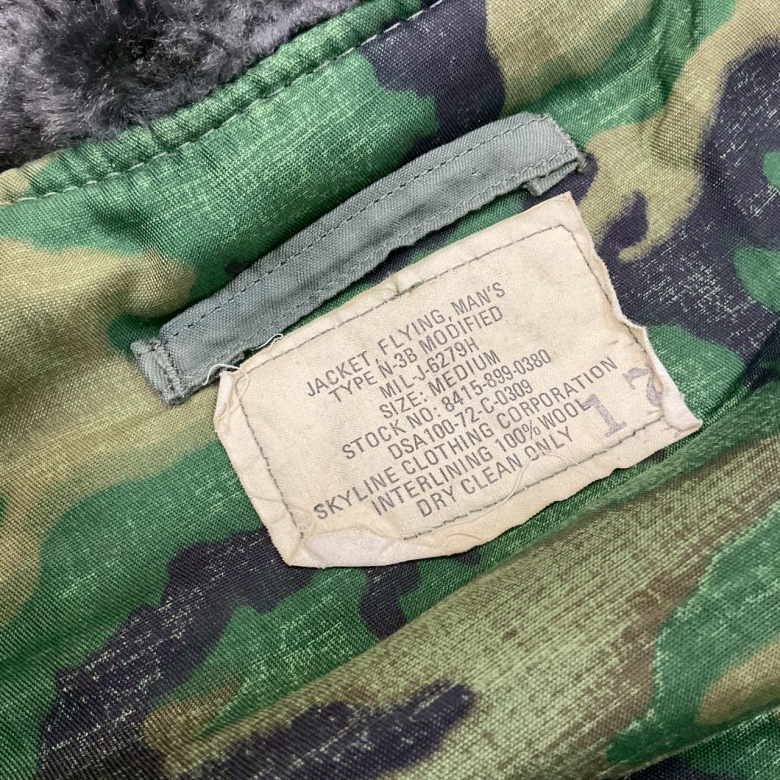 JACKET, FLYING, MAN'S
TYPE N-3B MODIFIED
MIL-J-6279H
SIZE: MEDIUM
STOCK NO: 8415-899-0380
DSA100-72-C-0309
SKYLINE CLOTHING CORPORATION
INTERLINING 100% WOOL
DRY CLEAN ONLY
17